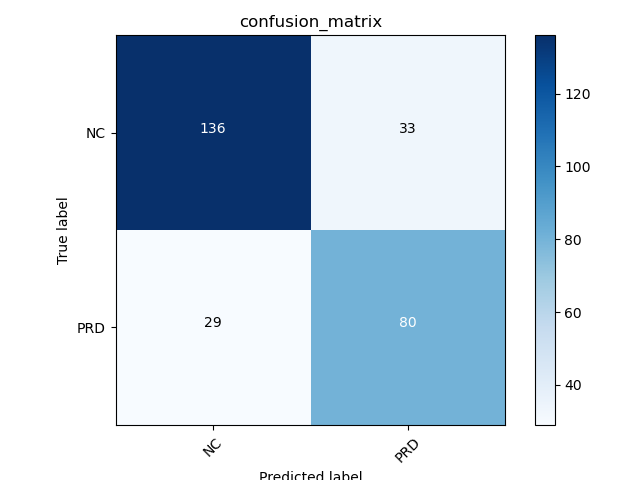 confusion_matrix
NC
136
33
PRD
29
80
NC
PRD
True label
Predicted label
120
100
80
60
40